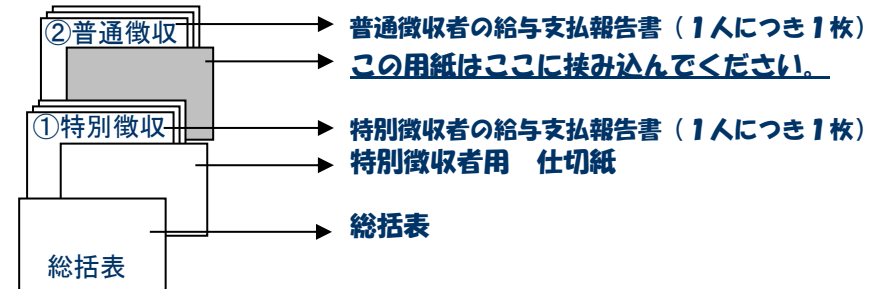 ②普通徴収
普通徴収者の給与支払報告書（1人につき1枚）
この用紙はここに挟み込んでください。
①特別徴収
特別徴収者の給与支払報告書（1人につき1枚）
特別徴収者用　仕切紙
総括表
総括表